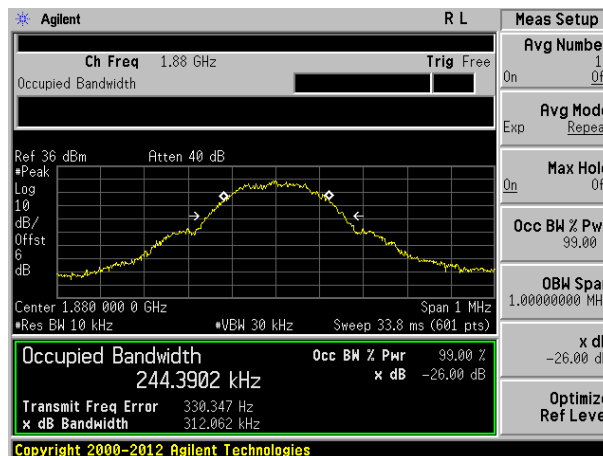 Agilent R L
Meas Setup
Ch Freq 1.88 GHz Trig Free
Occupied Bandwidth
Avg Numbe
1
On Of
Avg Mode
Exp Repea
Max Hold
On Of
Occ BW % Pwr
99.00
OBW Span
1.00000000 MH
x dB
-26.00 d
Optimize
Ref Level
Ref 36 dBm Atten 40 dB
#Peak
Log
10
dB/
Offst
6
dB
Center 1.880 000 0 GHz Span 1 MHz
#Res BW 10 kHz #VBW 30 kHz Sweep 33.8 ms (601 pts)
Occupied Bandwidth
244.3902 kHz
Occ BW % Pwr 99.00 %
x dB -26.00 dB
Transmit Freq Error 330.347 Hz
x dB Bandwidth 312.062 kHz
Copyright 2000-2012 Agilent Technologies